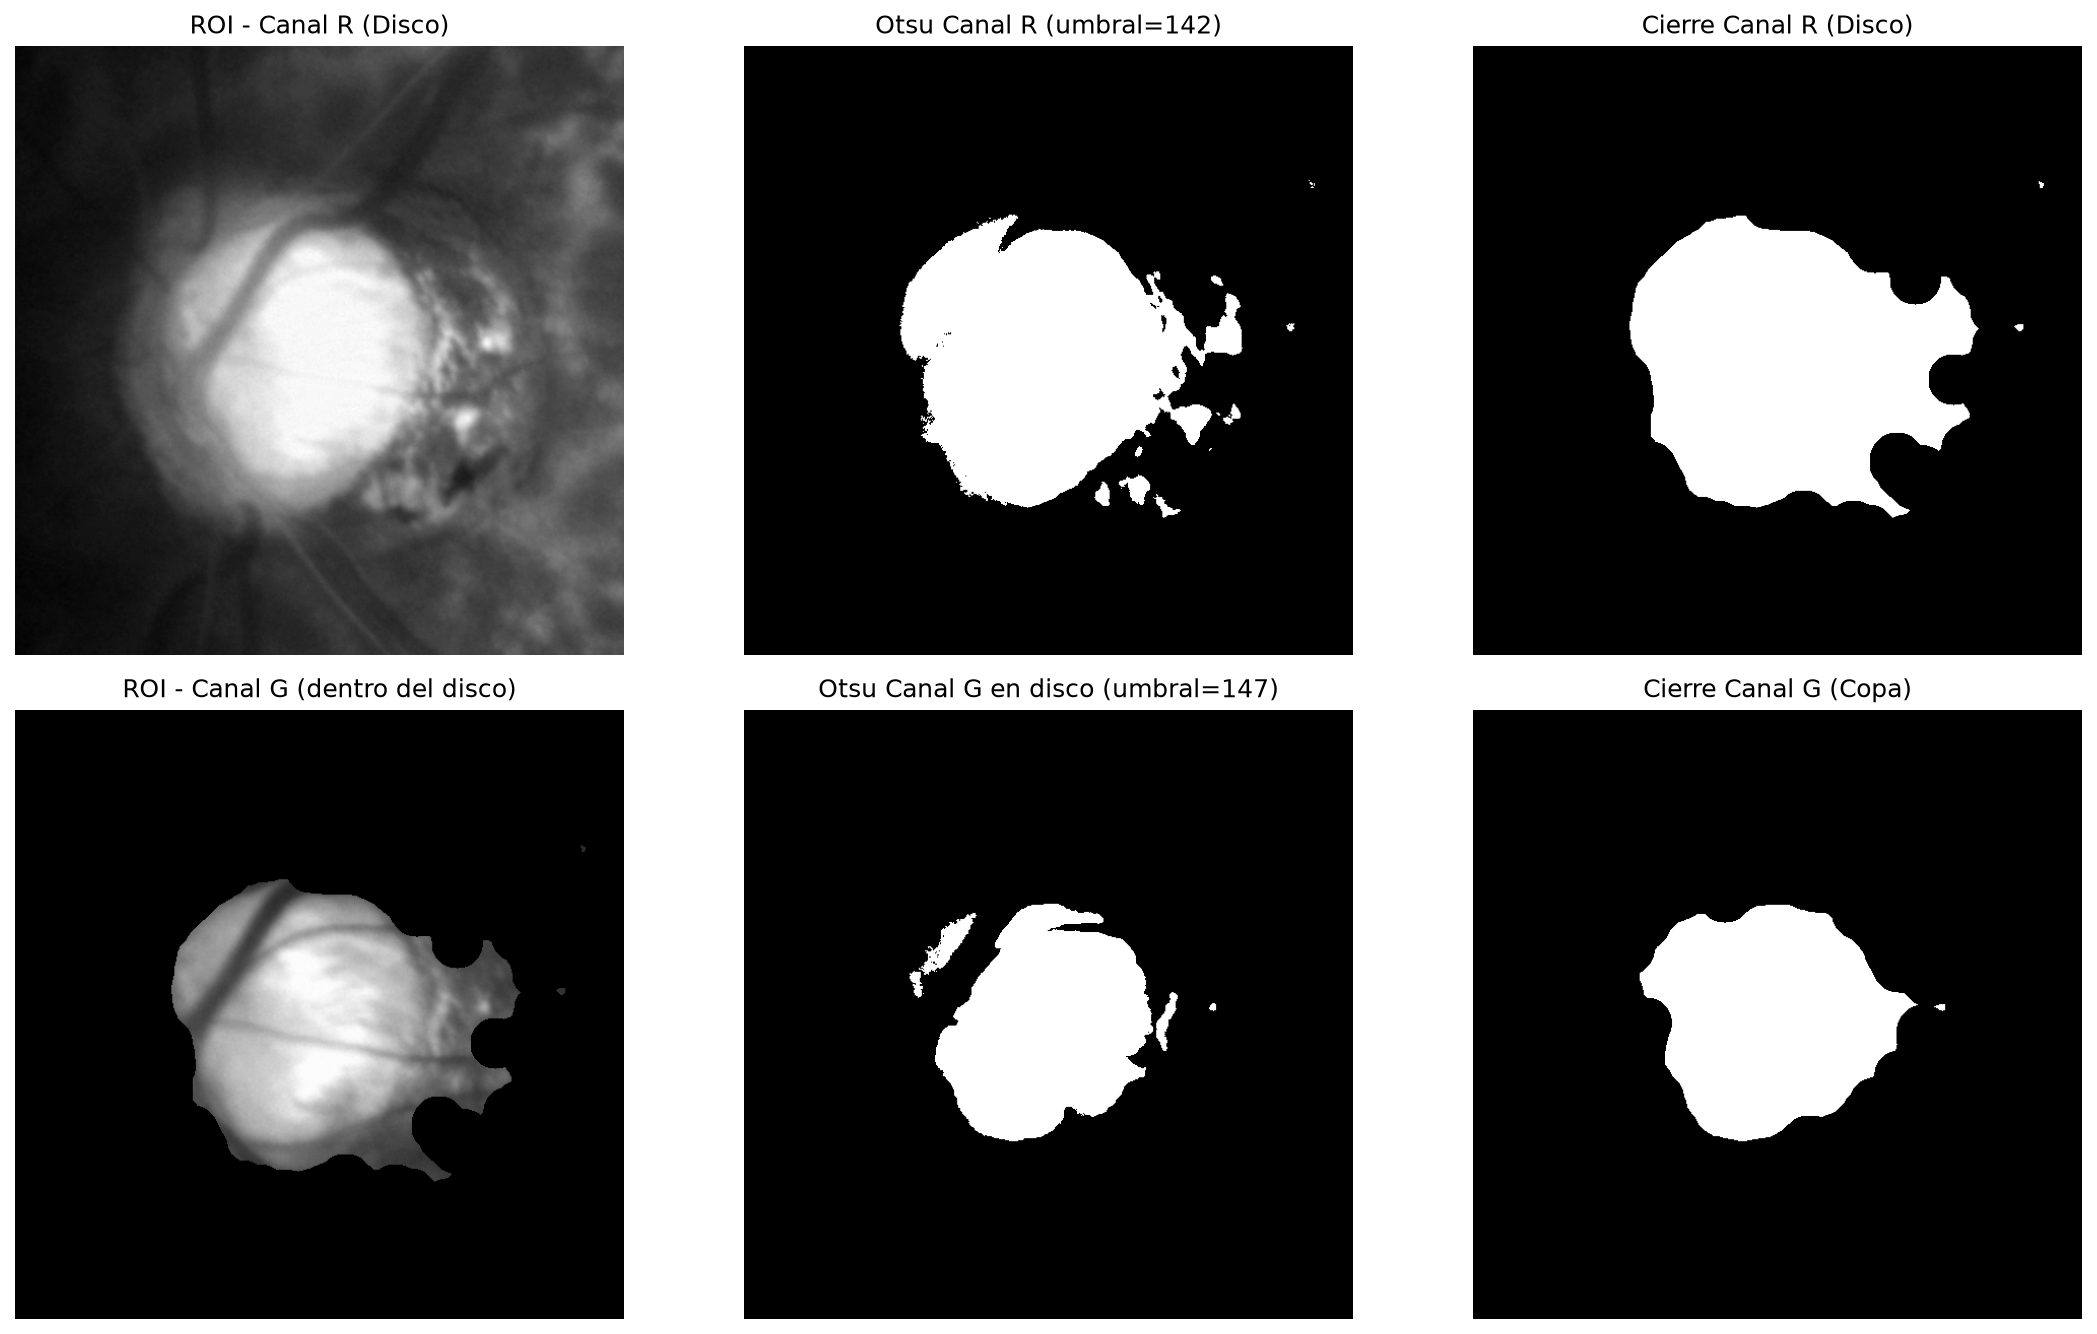 ROI - Canal R (Disco)
Otsu Canal R (umbral=142)
Cierre Canal R (Disco)
ROI - Canal G (dentro del disco)
Otsu Canal G en disco (umbral=147)
Cierre Canal G (Copa)